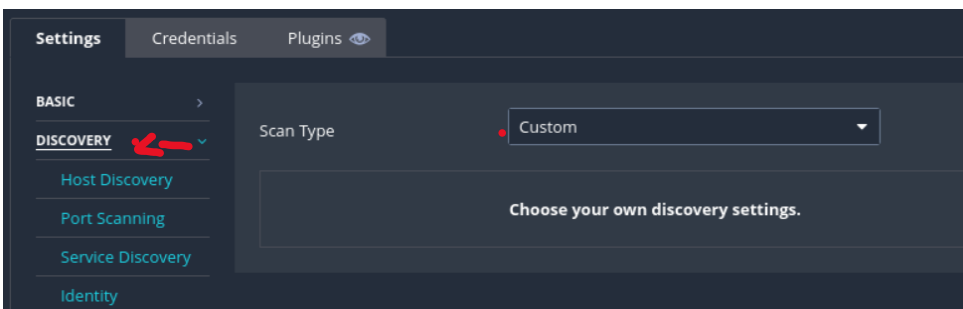 Settings Credentials Plugins
BASIC
DISCOVERY
Host Discovery
Port Scanning
Service Discovery
Identity
Scan Type Custom
Choose your own discovery settings.